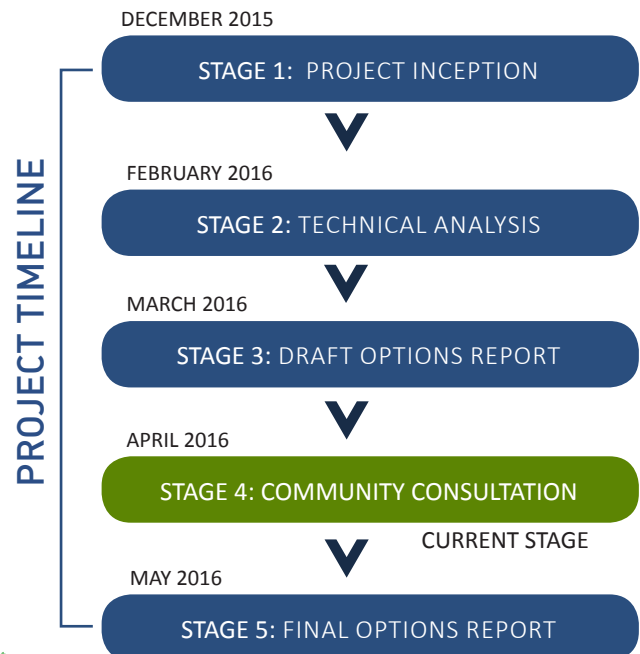 DECEMBER 2015
STAGE 1: PROJECT INCEPTION
FEBRUARY 2016
STAGE 2: TECHNICAL ANALYSIS
MARCH 2016
STAGE 3: DRAFT OPTIONS REPORT
APRIL 2016
STAGE 4: COMMUNITY CONSULTATION
CURRENT STAGE
MAY 2016
STAGE 5: FINAL OPTIONS REPORT
PROJECT TIMELINE